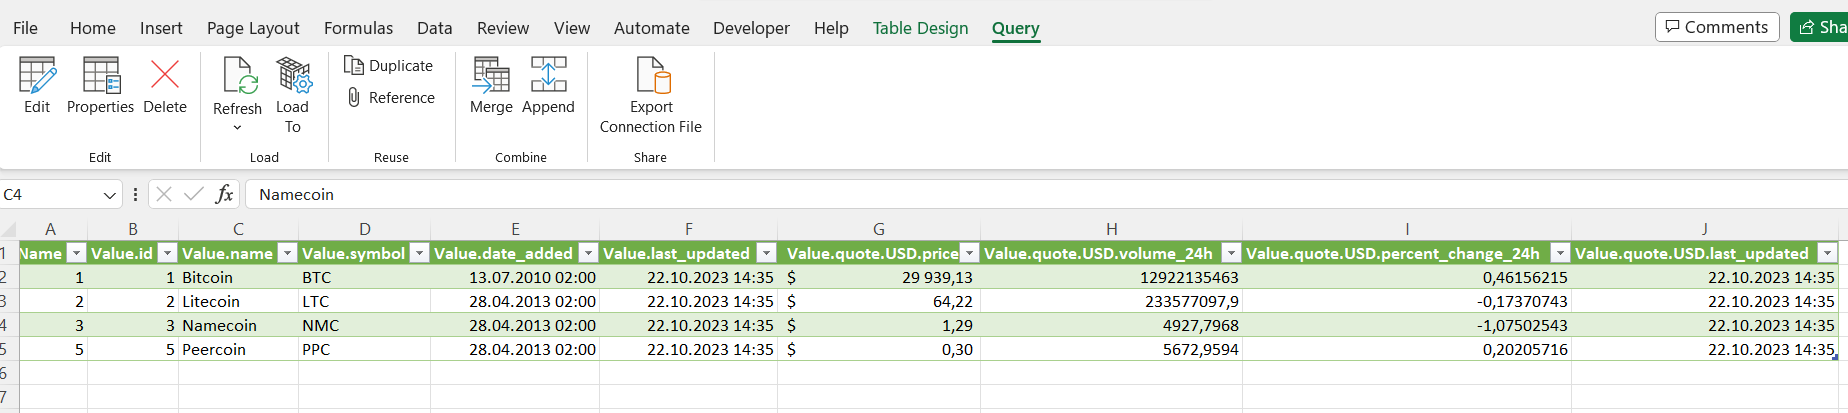 File Home Insert Page Layout Formulas Data Review View Automate Developer Help Table Design Query Comments Sha
Edit Properties Delete Refresh Load To Duplicate Reference Merge Append Export Connection File
Edit Load Reuse Combine Share
C4 fx Namecoin
A B C D E F G H I J
1 Name Value.id Value.name Value.symbol Value.date_added Value.last_updated Value.quote.USD.price Value.quote.USD.volume_24h Value.quote.USD.percent_change_24h Value.quote.USD.last_updated
2 1 1 Bitcoin BTC 13.07.2010 02:00 22.10.2023 14:35 $ 29 939,13 12922135463 0,46156215 22.10.2023 14:35
3 2 2 Litecoin LTC 28.04.2013 02:00 22.10.2023 14:35 $ 64,22 233577097,9 -0,17370743 22.10.2023 14:35
4 3 3 Namecoin NMC 28.04.2013 02:00 22.10.2023 14:35 $ 1,29 4927,7968 -1,07502543 22.10.2023 14:35
5 5 5 Peercoin PPC 28.04.2013 02:00 22.10.2023 14:35 $ 0,30 5672,9594 0,20205716 22.10.2023 14:35
6
7